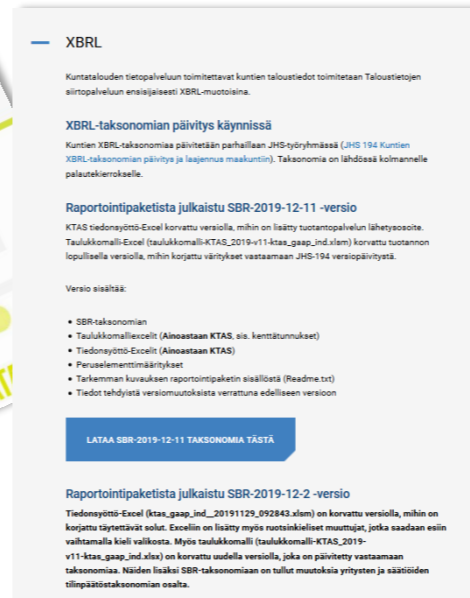 XBRL
Kuntatalouden tietopalveluun toimitettavat kuntien taloustiedot toimitetaan Taloustietojen
siirtopalveluun ensisijaisesti XBRL-muotoisina.
XBRL-taksonomian päivitys käynnissä
Kuntien XBRL-taksonomiaa päivitetään parhaillaan JHS-työryhmässä (JHS 194 Kuntien
XBRL-taksonomian päivitys ja laajennus maakuntiin). Taksonomia on lähdössä kolmannelle
palautekierrokselle.
Raportointipaketista julkaistu SBR-2019-12-11 -versio
KTAS tiedonsyöttö-Excel korvattu versiolla, mihin on lisätty tuotantopalvelun lähetysosoite.
Taulukkomalli-Excel (taulukkomalli-KTAS_2019-v11-ktas_gaap_ind.xlsm) korvattu tuotannon
lopullisella versiolla, mihin korjattu väritykset vastaamaan JHS-194 versiopäivitystä.
Versio sisältää:
• SBR-taksonomian
• Taulukkomalliexcelit (Ainoastaan KTAS, sis. kenttätunnukset)
• Tiedonsyöttö-Excelit (Ainoastaan KTAS)
• Peruselementtimääritykset
• Tarkemman kuvauksen raportointipaketin sisällöstä (Readme.txt)
• Tiedot tehdyistä versiomuutoksista verrattuna edelliseen versioon
LATAA SBR-2019-12-11 TAKSONOMIA TÄSTÄ
Raportointipaketista julkaistu SBR-2019-12-2 -versio
Tiedonsyöttö-Excel (ktas_gaap_ind__20191129_092843.xlsm) on korvattu versiolla, mihin on
korjattu täytettävät solut. Exceliin on lisätty myös ruotsinkieliset muuttujat, jotka saadaan esiin
vaihtamalla kieli valikosta. Myös taulukkomalli (taulukkomalli-KTAS_2019-
v11-ktas_gaap_ind.xlsx) on korvattu uudella versiolla, joka on päivitetty vastaamaan
taksonomiaa. Näiden lisäksi SBR-taksonomiaan on tullut muutoksia yritysten ja säätiöiden
tilinpäätöstaksonomian osalta.